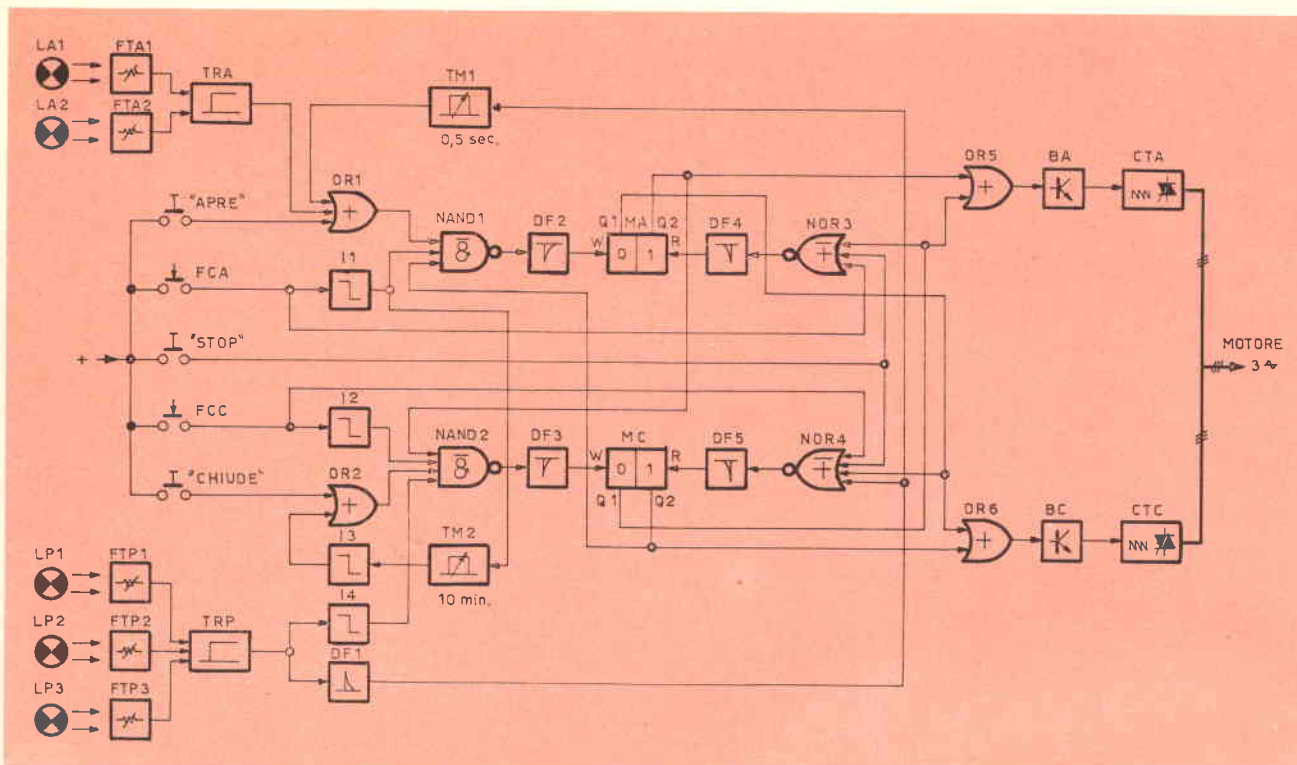 LA1
FTA1
TRA
LA2
FTA2
TM1
0,5 sec.
OR1
"APRE"
NAND1
DF2
Q1 MA Q2
W
0 1
R
DF4
NOR3
OR5
BA
CTA
FCA
I1
&
+
"STOP"
+
MOTORE
3
FCC
I2
NAND2
DF3
MC
W
0 1
R
Q1 Q2
DF5
NOR4
"CHIUDE"
OR2
&
+
I3
TM2
10 min.
OR6
BC
CTC
LP1
FTP1
I4
LP2
FTP2
TRP
DF1
LP3
FTP3